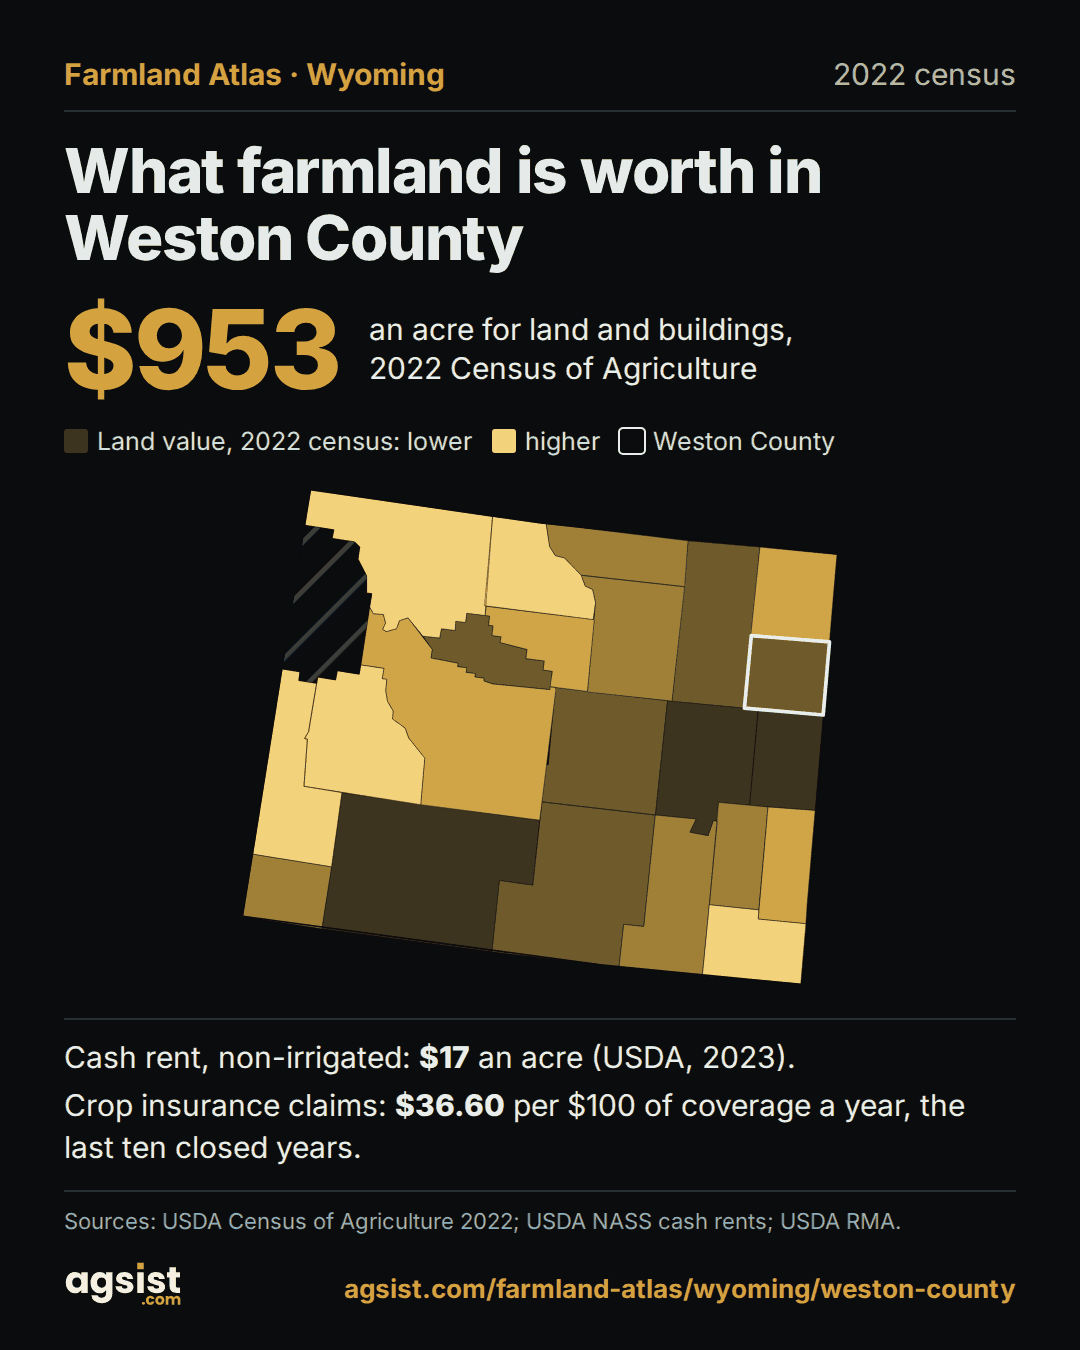 Farmland Atlas · Wyoming
2022 census
What farmland is worth in
Weston County
$953
an acre for land and buildings,
2022 Census of Agriculture
Land value, 2022 census: lower
higher
Weston County
Cash rent, non-irrigated: $17 an acre (USDA, 2023).
Crop insurance claims: $36.60 per $100 of coverage a year, the
last ten closed years.
Sources: USDA Census of Agriculture 2022; USDA NASS cash rents; USDA RMA.
agsist
.com
agsist.com/farmland-atlas/wyoming/weston-county